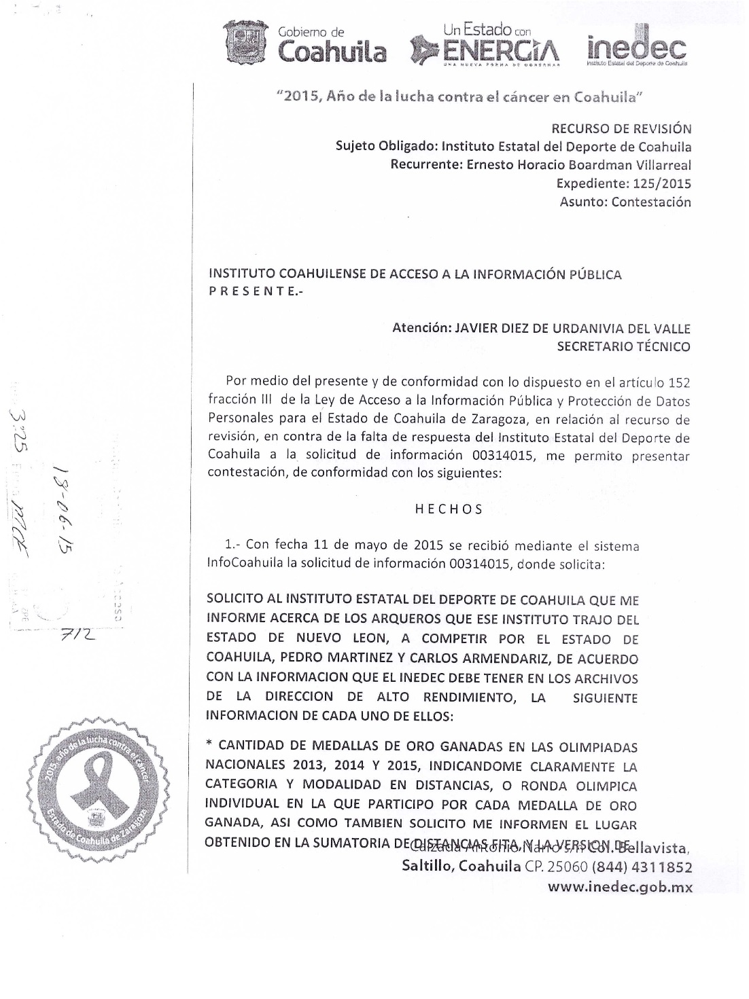 Gobierno de
Coahuila
Un Estado con
ENERGÍA
UNA NUEVA FORMA DE GOBERNAR
inedec
Instituto Estatal del Deporte de Coahuila
"2015, Año de la lucha contra el cáncer en Coahuila"
RECURSO DE REVISIÓN
Sujeto Obligado: Instituto Estatal del Deporte de Coahuila
Recurrente: Ernesto Horacio Boardman Villarreal
Expediente: 125/2015
Asunto: Contestación
INSTITUTO COAHUILENSE DE ACCESO A LA INFORMACIÓN PÚBLICA
P R E S E N T E.-
Atención: JAVIER DIEZ DE URDANIVIA DEL VALLE
SECRETARIO TÉCNICO
Por medio del presente y de conformidad con lo dispuesto en el artículo 152
fracción III de la Ley de Acceso a la Información Pública y Protección de Datos
Personales para el Estado de Coahuila de Zaragoza, en relación al recurso de
revisión, en contra de la falta de respuesta del Instituto Estatal del Deporte de
Coahuila a la solicitud de información 00314015, me permito presentar
contestación, de conformidad con los siguientes:
H E C H O S
1.- Con fecha 11 de mayo de 2015 se recibió mediante el sistema
InfoCoahuila la solicitud de información 00314015, donde solicita:
SOLICITO AL INSTITUTO ESTATAL DEL DEPORTE DE COAHUILA QUE ME
INFORME ACERCA DE LOS ARQUEROS QUE ESE INSTITUTO TRAJO DEL
ESTADO DE NUEVO LEON, A COMPETIR POR EL ESTADO DE
COAHUILA, PEDRO MARTINEZ Y CARLOS ARMENDARIZ, DE ACUERDO
CON LA INFORMACION QUE EL INEDEC DEBE TENER EN LOS ARCHIVOS
DE LA DIRECCION DE ALTO RENDIMIENTO, LA SIGUIENTE
INFORMACION DE CADA UNO DE ELLOS:
* CANTIDAD DE MEDALLAS DE ORO GANADAS EN LAS OLIMPIADAS
NACIONALES 2013, 2014 Y 2015, INDICANDOME CLARAMENTE LA
CATEGORIA Y MODALIDAD EN DISTANCIAS, O RONDA OLIMPICA
INDIVIDUAL EN LA QUE PARTICIPO POR CADA MEDALLA DE ORO
GANADA, ASI COMO TAMBIEN SOLICITO ME INFORMEN EL LUGAR
OBTENIDO EN LA SUMATORIA DE DISTANCIAS FITA, Y LA VERSION DE
Calzada Antonio Narro s/n Col. Bellavista,
Saltillo, Coahuila CP. 25060 (844) 4311852
www.inedec.gob.mx
3:25
18-06-15
712
2015, año de la lucha contra el cáncer
Estado de Coahuila de Zaragoza